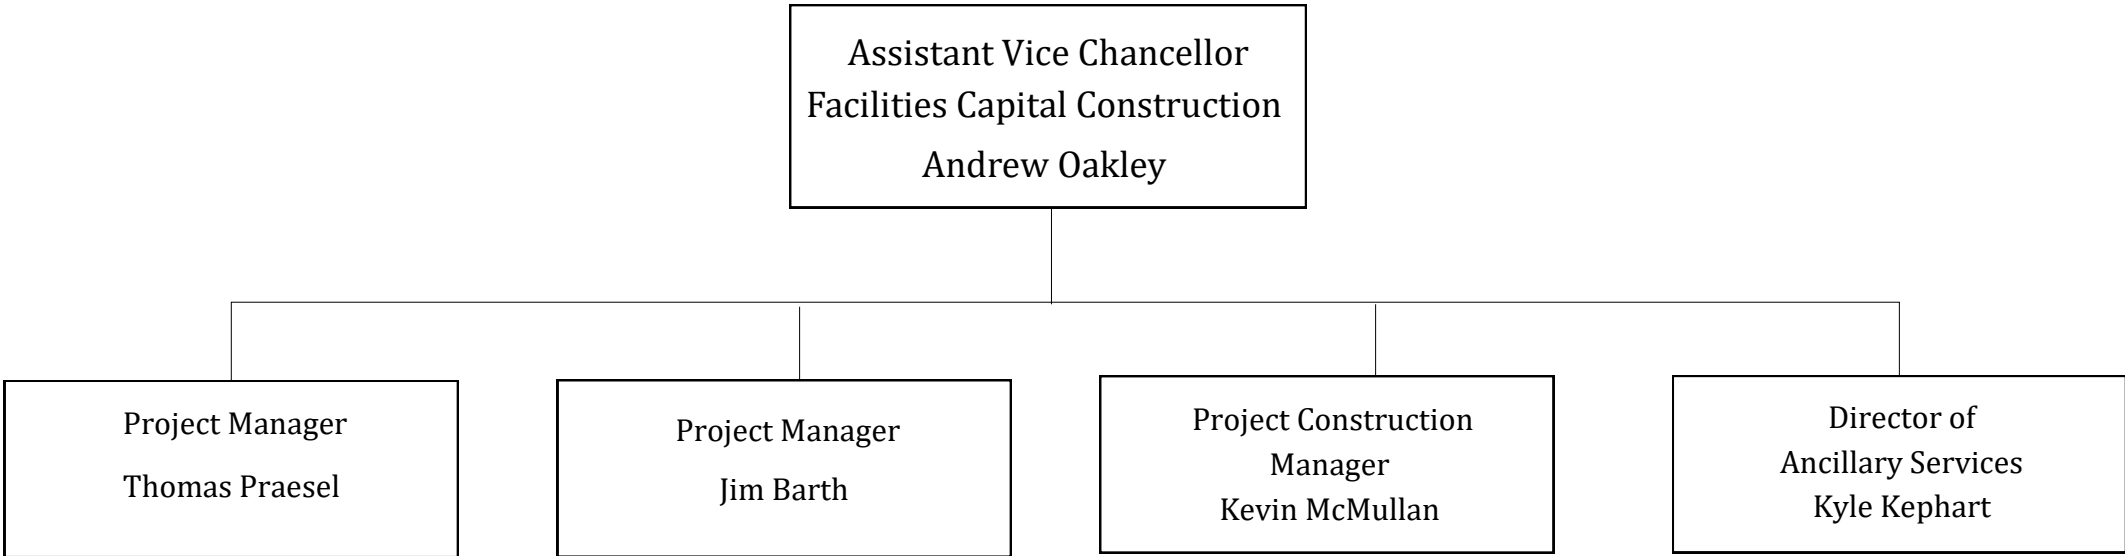 Assistant Vice Chancellor
Facilities Capital Construction
Andrew Oakley
Project Manager
Thomas Praesel
Project Manager
Jim Barth
Project Construction
Manager
Kevin McMullan
Director of
Ancillary Services
Kyle Kephart